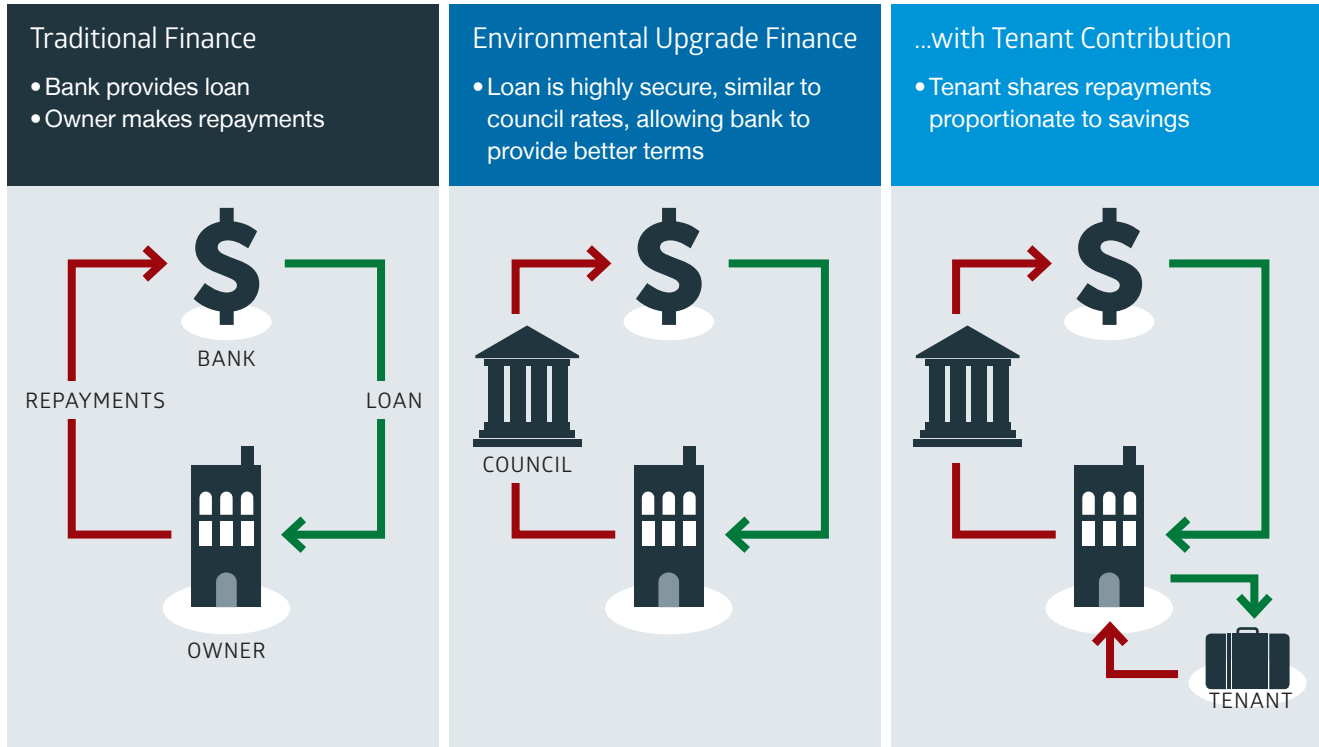 Traditional Finance
• Bank provides loan
• Owner makes repayments
BANK
REPAYMENTS
LOAN
OWNER
Environmental Upgrade Finance
• Loan is highly secure, similar to
council rates, allowing bank to
provide better terms
COUNCIL
...with Tenant Contribution
• Tenant shares repayments
proportionate to savings
TENANT